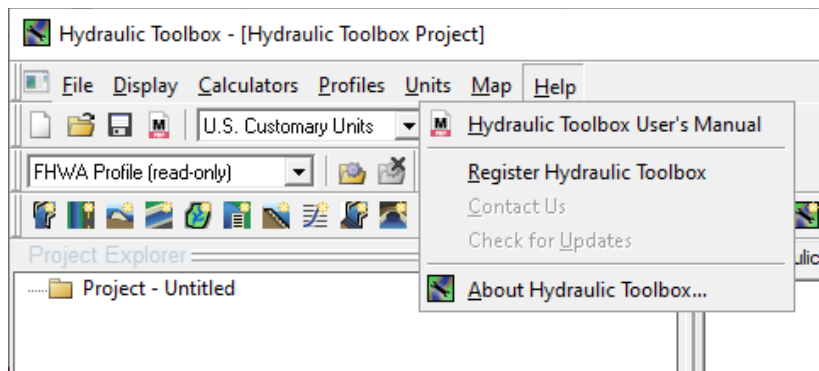 Hydraulic Toolbox - [Hydraulic Toolbox Project]
File Display Calculators Profiles Units Map Help
U.S. Customary Units
Hydraulic Toolbox User's Manual
FHWA Profile (read-only)
Register Hydraulic Toolbox
Contact Us
Check for Updates
Project Explorer
ulic
Project - Untitled
About Hydraulic Toolbox...